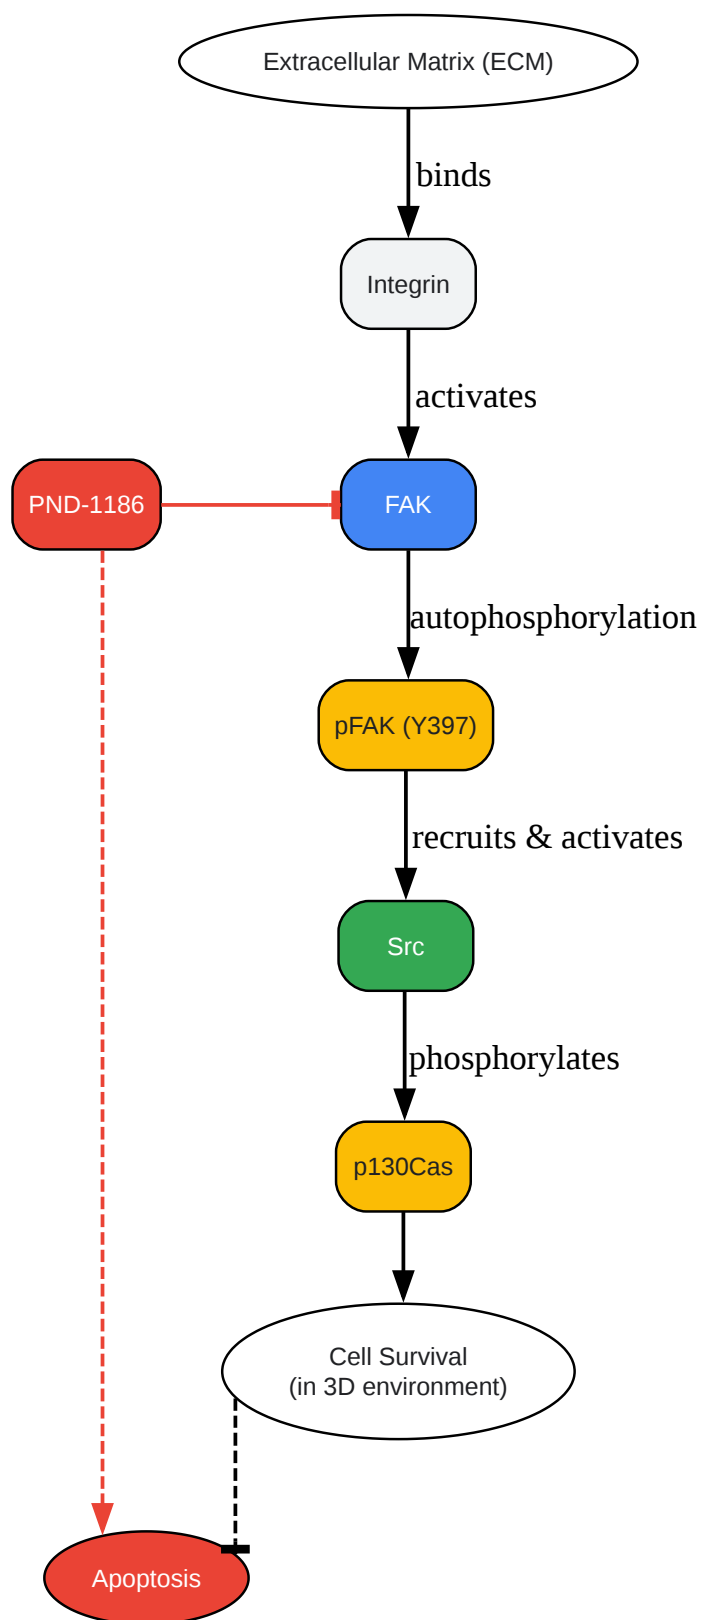 Extracellular Matrix (ECM)
binds
Integrin
activates
PND-1186
FAK
autophosphorylation
pFAK (Y397)
recruits & activates
Src
phosphorylates
p130Cas
Cell Survival
(in 3D environment)
Apoptosis